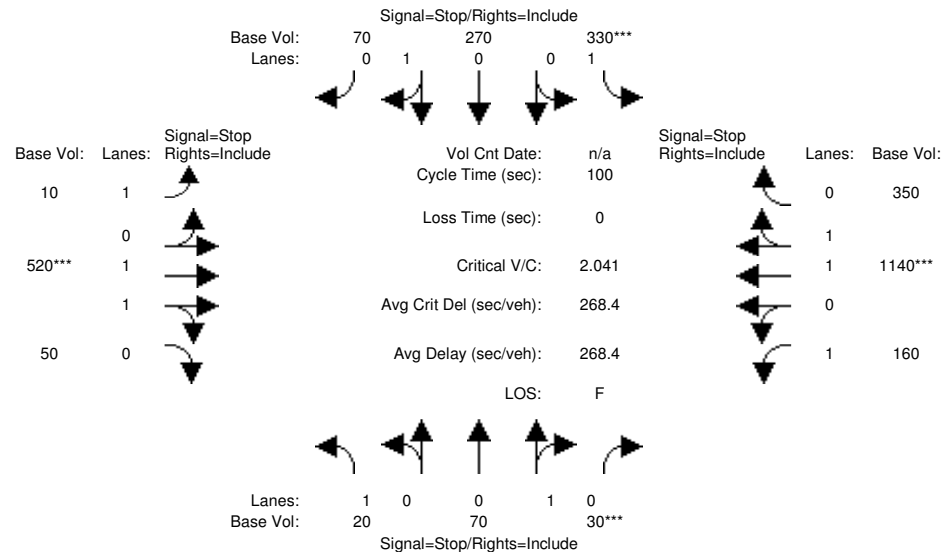 Signal=Stop/Rights=Include
Base Vol: 70 270 330***
Lanes: 0 1 0 0 1
Signal=Stop
Base Vol: Lanes: Rights=Include
Vol Cnt Date: n/a
Signal=Stop
Rights=Include Lanes: Base Vol:
Cycle Time (sec): 100
10 1
0 350
Loss Time (sec): 0
0
1
520*** 1
Critical V/C: 2.041
1 1140***
1
Avg Crit Del (sec/veh): 268.4
0
50 0
Avg Delay (sec/veh): 268.4
1 160
LOS: F
Lanes: 1 0 0 1 0
Base Vol: 20 70 30***
Signal=Stop/Rights=Include